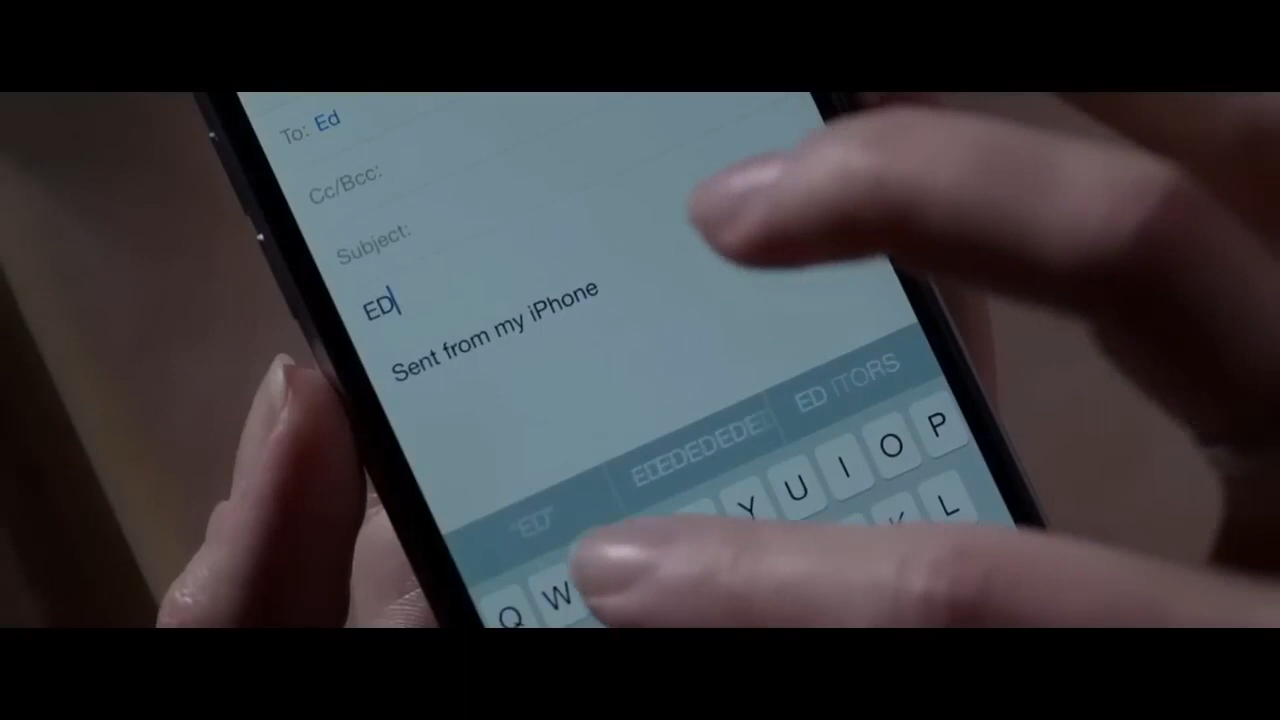 To: Ed
Cc/Bcc:
Subject:
ED
Sent from my iPhone
"ED" EDEDEDEDE ED ITORS
Y U I O P
K L
Q W